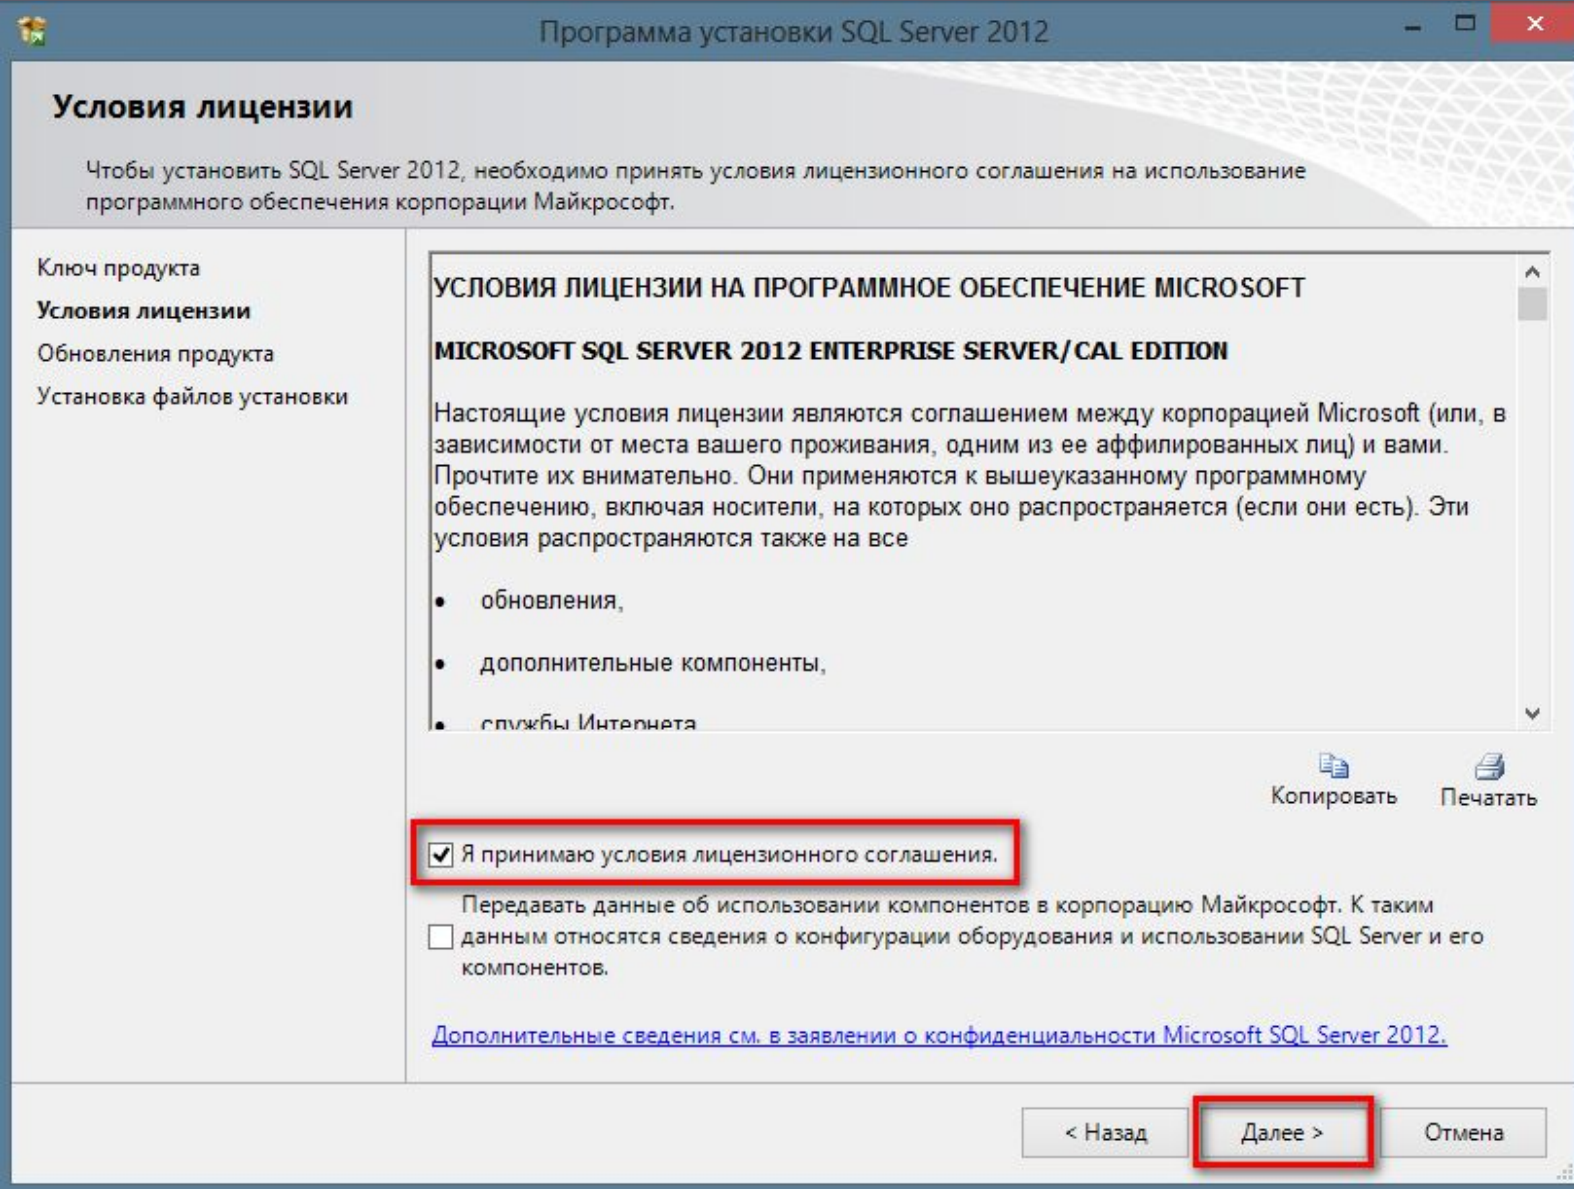 Программа установки SQL Server 2012
Условия лицензии
Чтобы установить SQL Server 2012, необходимо принять условия лицензионного соглашения на использование
программного обеспечения корпорации Майкрософт.
Ключ продукта
Условия лицензии
Обновления продукта
Установка файлов установки
УСЛОВИЯ ЛИЦЕНЗИИ НА ПРОГРАММНОЕ ОБЕСПЕЧЕНИЕ MICROSOFT
MICROSOFT SQL SERVER 2012 ENTERPRISE SERVER/CAL EDITION
Настоящие условия лицензии являются соглашением между корпорацией Microsoft (или, в
зависимости от места вашего проживания, одним из ее аффилированных лиц) и вами.
Прочтите их внимательно. Они применяются к вышеуказанному программному
обеспечению, включая носители, на которых оно распространяется (если они есть). Эти
условия распространяются также на все
• обновления,
• дополнительные компоненты,
• службы Интернета
Копировать
Печатать
Я принимаю условия лицензионного соглашения.
Передавать данные об использовании компонентов в корпорацию Майкрософт. К таким
данным относятся сведения о конфигурации оборудования и использовании SQL Server и его
компонентов.
Дополнительные сведения см. в заявлении о конфиденциальности Microsoft SQL Server 2012.
< Назад
Далее >
Отмена